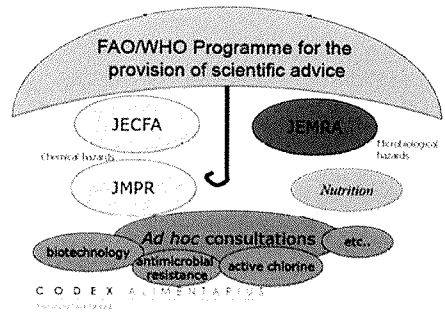 FAO/WHO Programme for the
provision of scientific advice
JECFA
JEMRA
Chemical hazards
Microbiological
hazards
JMPR
Nutrition
Ad hoc consultations
etc..
biotechnology
antimicrobial
resistance
active chlorine
CODEX ALIMENTARIUS